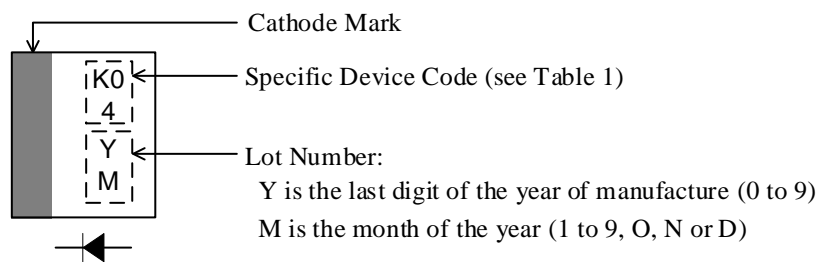 Cathode Mark
K0
4
Specific Device Code (see Table 1)
Y
M
Lot Number:
Y is the last digit of the year of manufacture (0 to 9)
M is the month of the year (1 to 9, O, N or D)